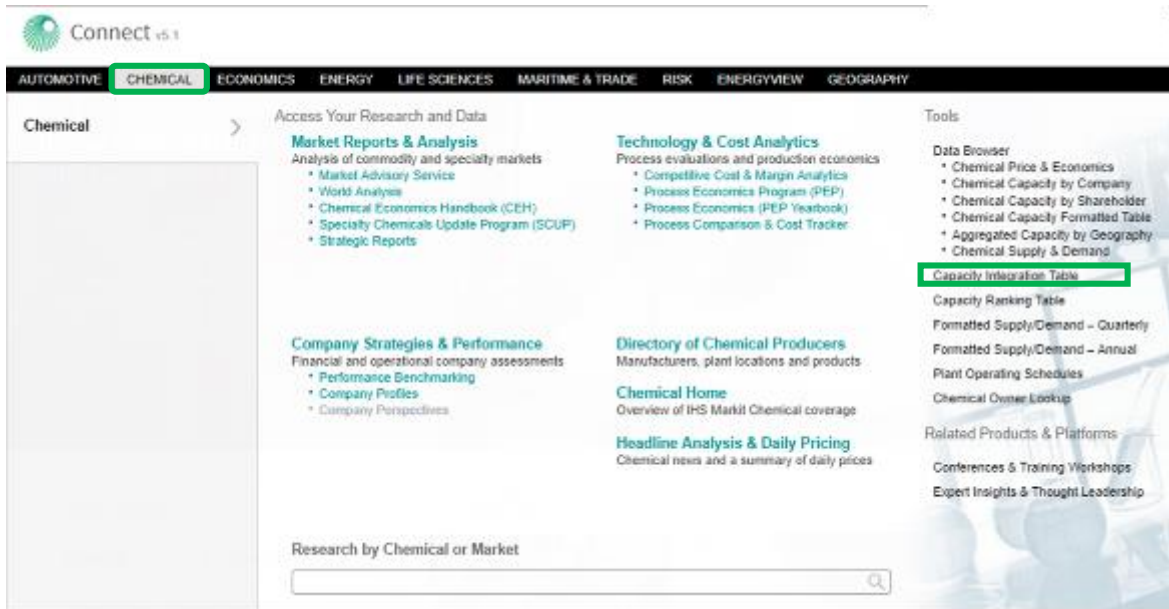 Connect v5.1
AUTOMOTIVE CHEMICAL ECONOMICS ENERGY LIFE SCIENCES MARITIME & TRADE RISK ENERGYVIEW GEOGRAPHY
Chemical
Access Your Research and Data
Market Reports & Analysis
Analysis of commodity and specialty markets
* Market Advisory Service
* World Analysis
* Chemical Economics Handbook (CEH)
* Specialty Chemicals Update Program (SCUP)
* Strategic Reports
Technology & Cost Analytics
Process evaluations and production economics
* Competitive Cost & Margin Analytics
* Process Economics Program (PEP)
* Process Economics (PEP Yearbook)
* Process Comparison & Cost Tracker
Company Strategies & Performance
Financial and operational company assessments
* Performance Benchmarking
* Company Profiles
* Company Perspectives
Directory of Chemical Producers
Manufacturers, plant locations and products
Chemical Home
Overview of IHS Markit Chemical coverage
Headline Analysis & Daily Pricing
Chemical news and a summary of daily prices
Research by Chemical or Market
Tools
Data Browser
* Chemical Price & Economics
* Chemical Capacity by Company
* Chemical Capacity by Shareholder
* Chemical Capacity Formatted Table
* Aggregated Capacity by Geography
* Chemical Supply & Demand
Capacity Integration Table
Capacity Ranking Table
Formatted Supply/Demand – Quarterly
Formatted Supply/Demand – Annual
Plant Operating Schedules
Chemical Owner Lookup
Related Products & Platforms
Conferences & Training Workshops
Expert Insights & Thought Leadership